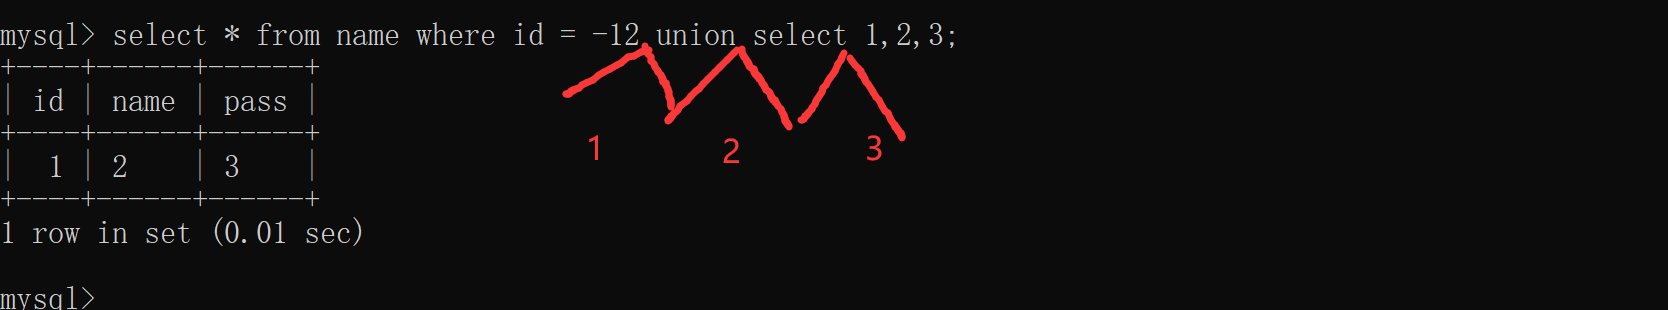 mysql> select * from name where id = -12 union select 1,2,3;
+----+------+------+
| id | name | pass |
+----+------+------+
|  1 | 2    | 3    |
+----+------+------+
1 2 3
1 row in set (0.01 sec)
mysql>